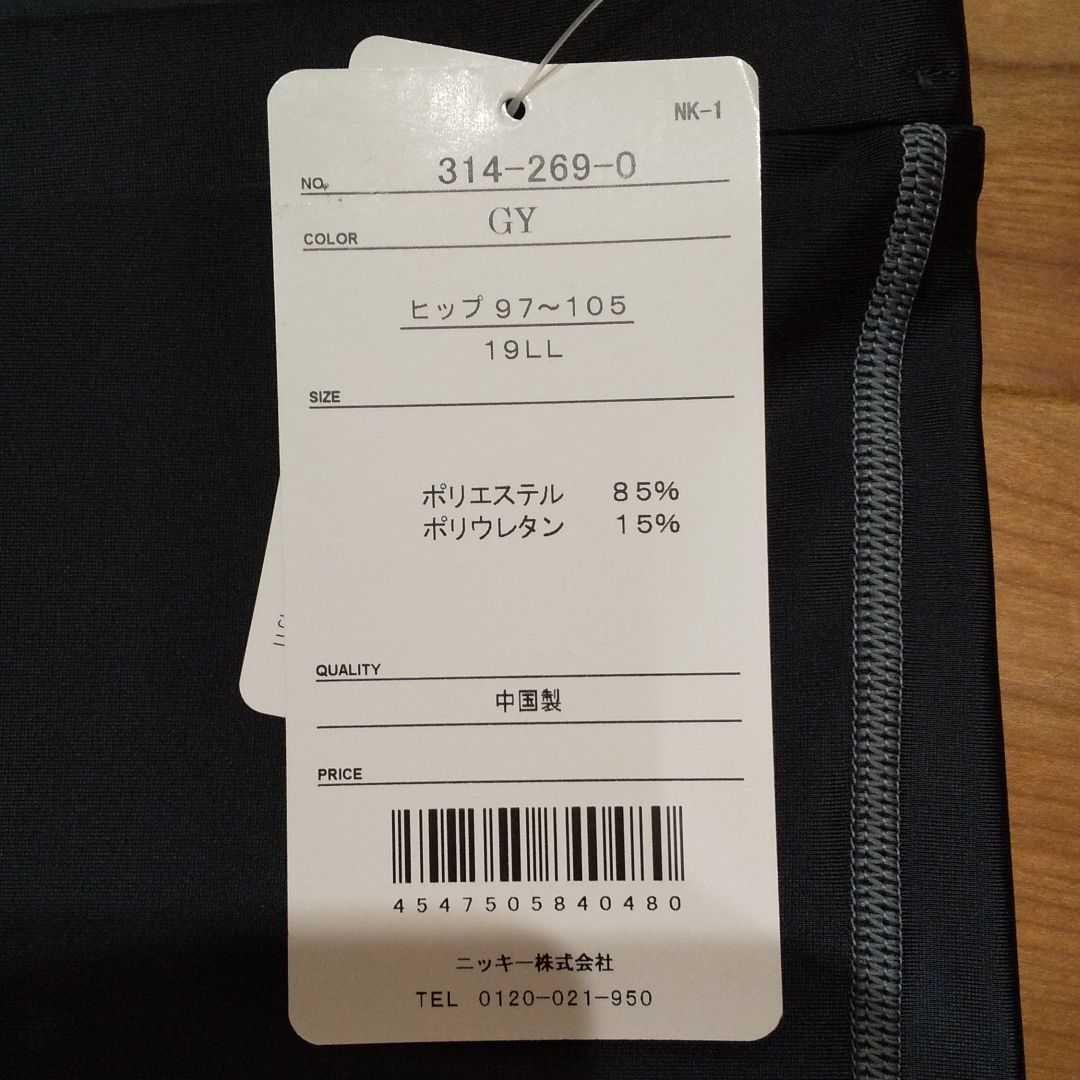 NK-1
NO. 314-269-0
COLOR GY
ヒップ 97~105
19LL
SIZE
ポリエステル 85%
ポリウレタン 15%
QUALITY
中国製
PRICE
4547505840480
ニッキー株式会社
TEL 0120-021-950